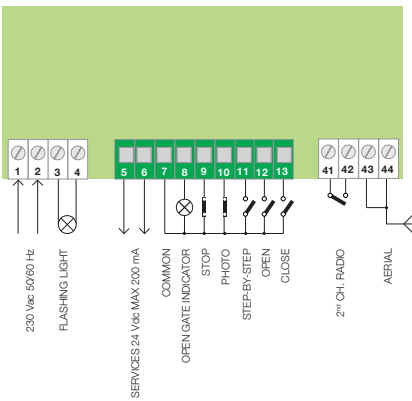 1 2 3 4
5 6 7 8 9 10 11 12 13
41 42 43 44
230 Vac 50/60 Hz
FLASHING LIGHT
SERVICES 24 Vdc MAX 200 mA
COMMON
OPEN GATE INDICATOR
STOP
PHOTO
STEP-BY-STEP
OPEN
CLOSE
2nd CH. RADIO
AERIAL